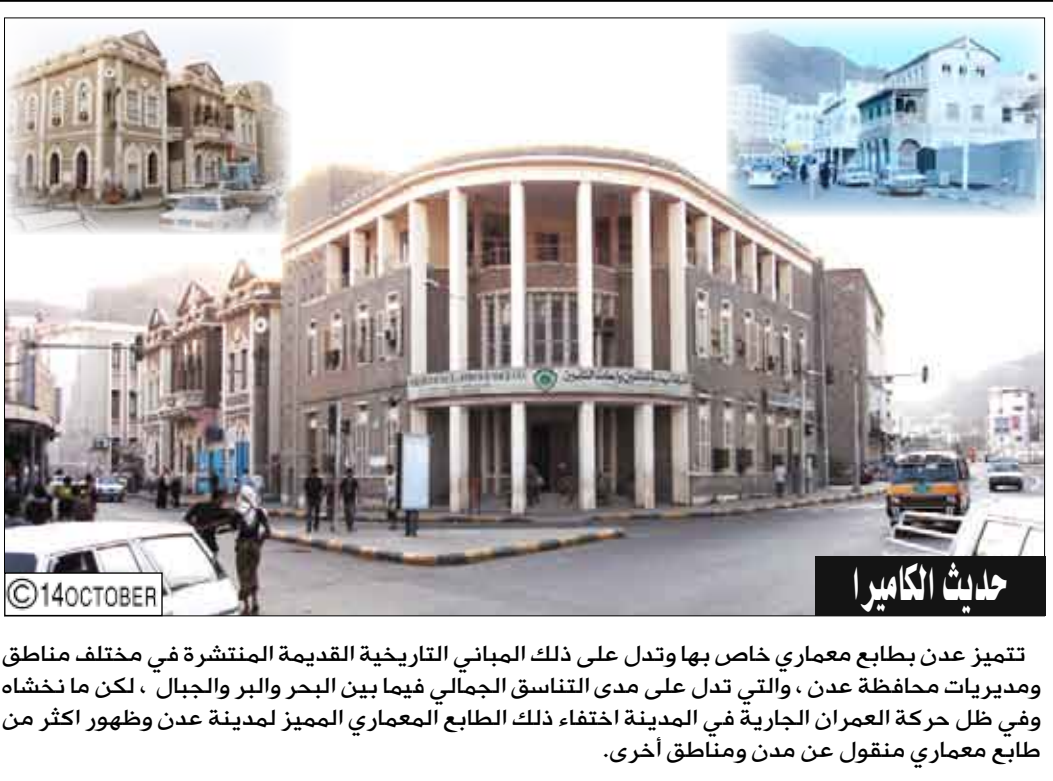 ©14OCTOBER
حديث الكاميرا
تتميز عدن بطابع معماري خاص بها وتدل على ذلك المباني التاريخية القديمة المنتشرة في مختلف مناطق
ومديريات محافظة عدن ، والتي تدل على مدى التناسق الجمالي فيما بين البحر والبر والجبال ، لكن ما نخشاه
وفي ظل حركة العمران الجارية في المدينة اختفاء ذلك الطابع المعماري المميز لمدينة عدن وظهور اكثر من
طابع معماري منقول عن مدن ومناطق أخرى.